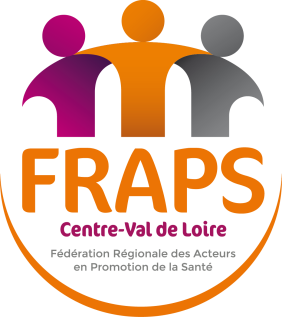 FRAPS
Centre-Val de Loire
Fédération Régionale des Acteurs
en Promotion de la Santé